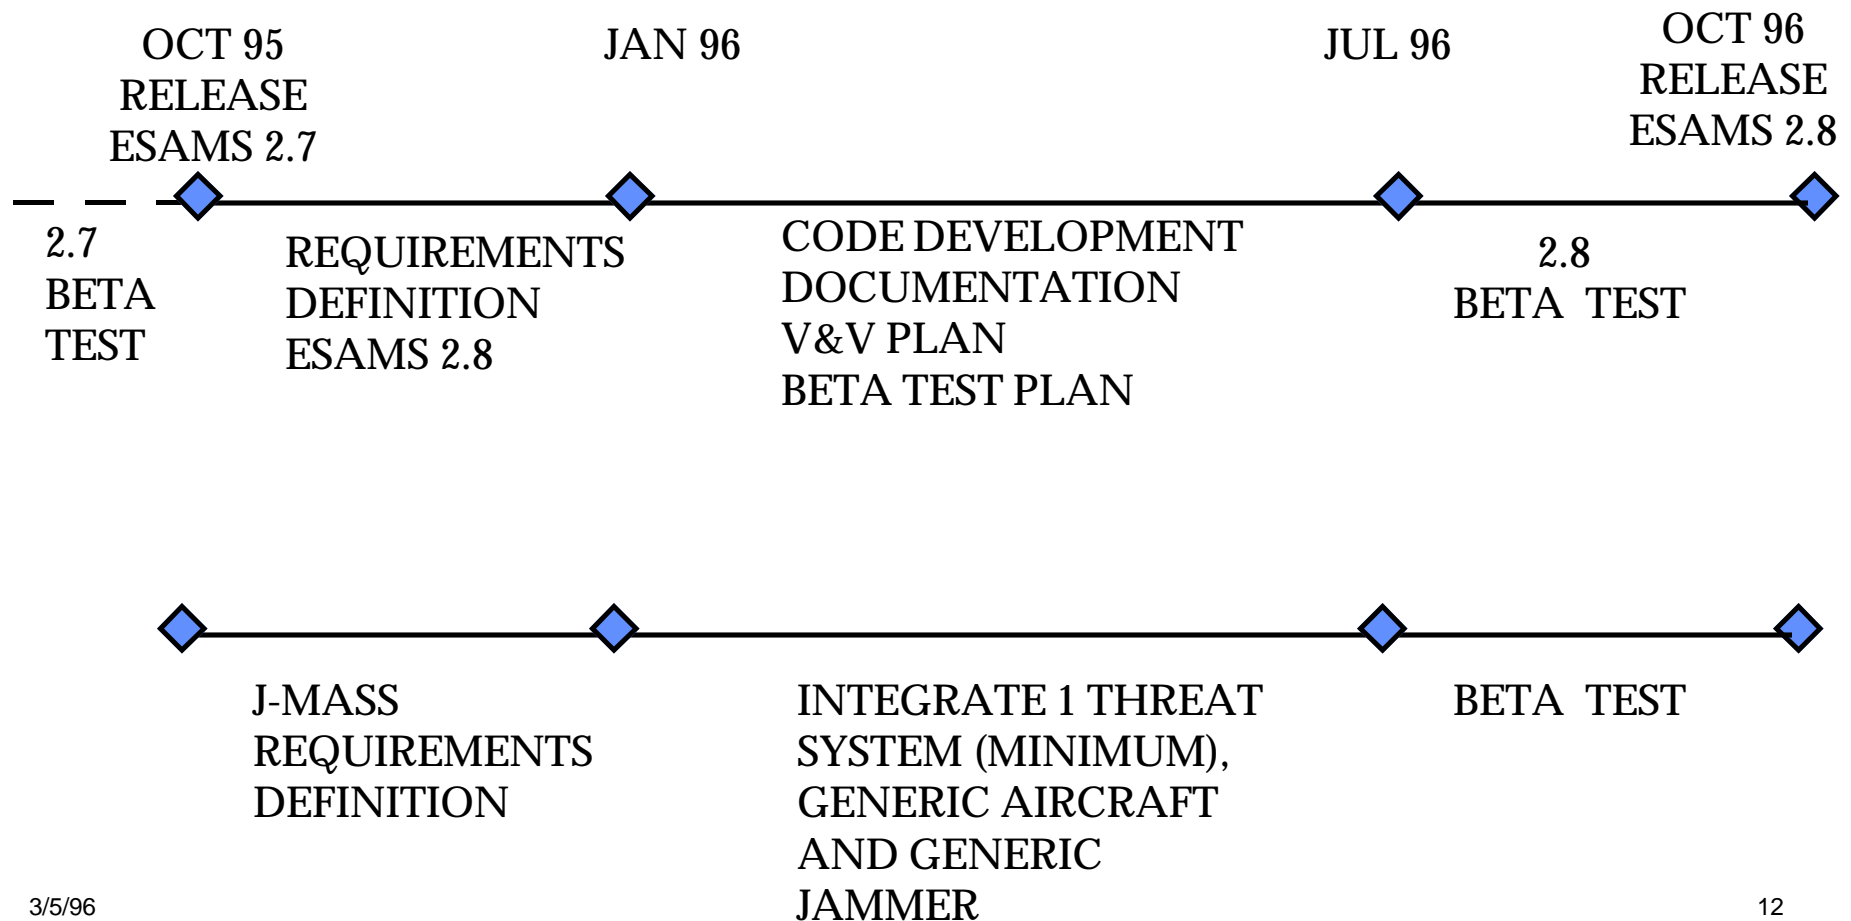 OCT 95
RELEASE
ESAMS 2.7
JAN 96
JUL 96
OCT 96
RELEASE
ESAMS 2.8
2.7
BETA
TEST
REQUIREMENTS
DEFINITION
ESAMS 2.8
CODE DEVELOPMENT
DOCUMENTATION
V&V PLAN
BETA TEST PLAN
2.8
BETA TEST
J-MASS
REQUIREMENTS
DEFINITION
INTEGRATE 1 THREAT
SYSTEM (MINIMUM),
GENERIC AIRCRAFT
AND GENERIC
JAMMER
BETA TEST
3/5/96
12